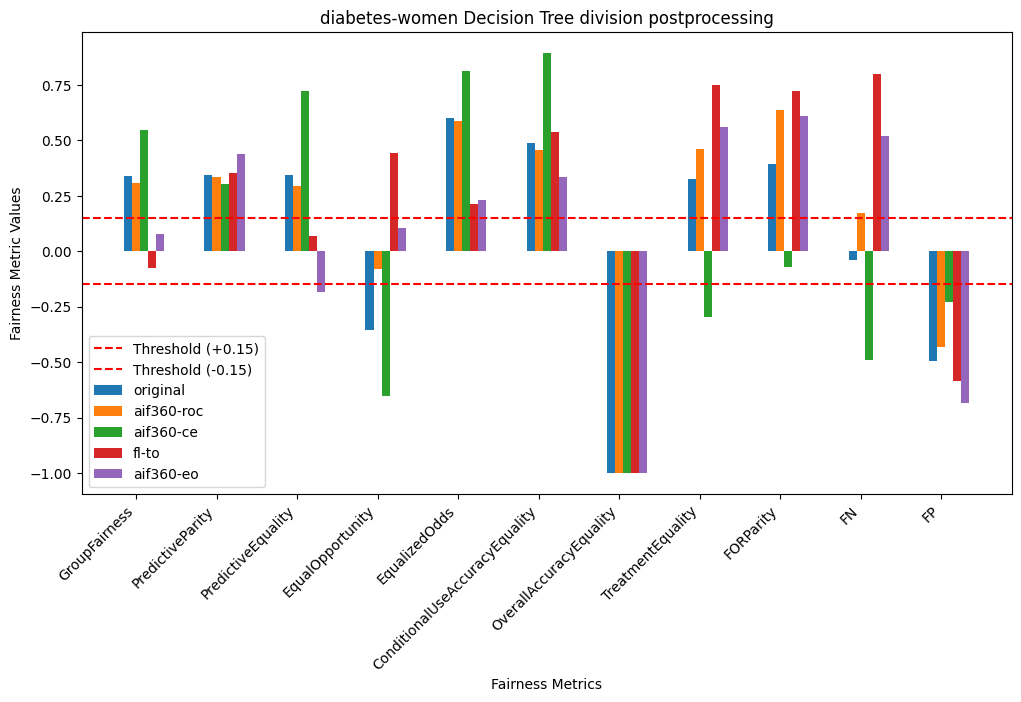 diabetes-women Decision Tree division postprocessing
Fairness Metric Values
0.75
0.50
0.25
0.00
−0.25
−0.50
−0.75
−1.00
Threshold (+0.15)
Threshold (-0.15)
original
aif360-roc
aif360-ce
fl-to
aif360-eo
GroupFairness
PredictiveParity
PredictiveEquality
EqualOpportunity
EqualizedOdds
ConditionalUseAccuracyEquality
OverallAccuracyEquality
TreatmentEquality
FORParity
FN
FP
Fairness Metrics